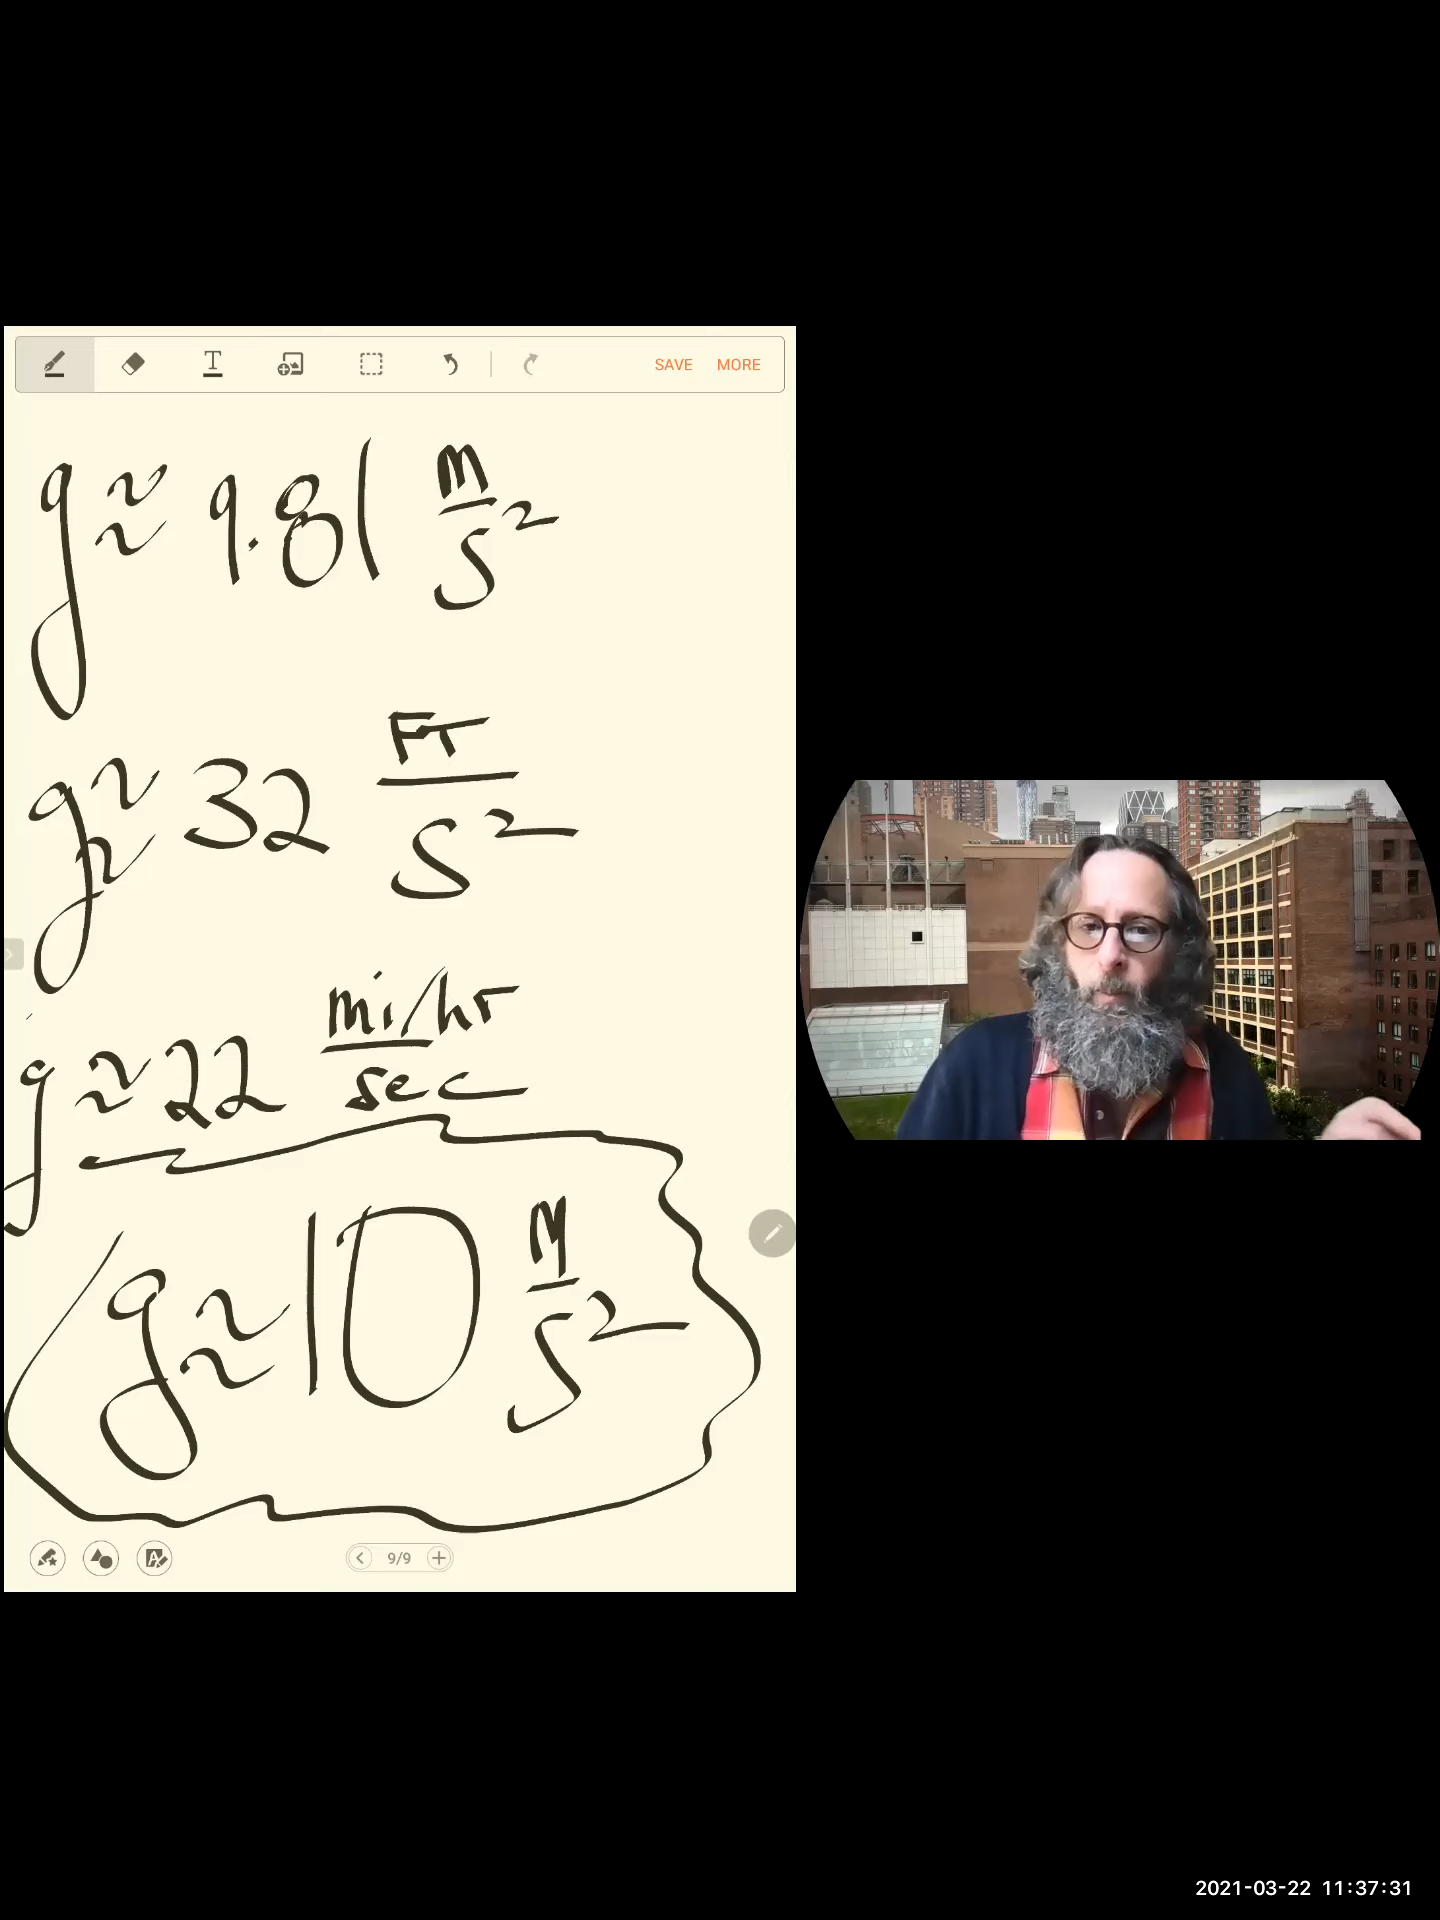 T SAVE MORE
g ≈ 9.81 m/s²
g ≈ 32 FT/s²
g ≈ 22 mi/hr/sec
g ≈ 10 m/s²
A
9/9
2021-03-22 11:37:31